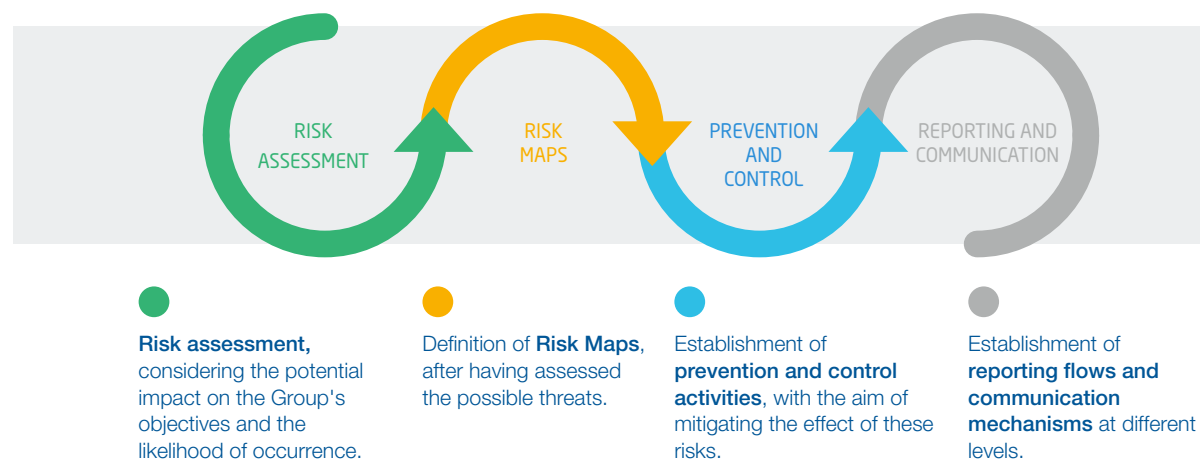 RISK
ASSESSMENT
RISK
MAPS
PREVENTION
AND
CONTROL
REPORTING AND
COMMUNICATION
Risk assessment,
considering the potential
impact on the Group's
objectives and the
likelihood of occurrence.
Definition of Risk Maps,
after having assessed
the possible threats.
Establishment of
prevention and control
activities, with the aim of
mitigating the effect of these
risks.
Establishment of
reporting flows and
communication
mechanisms at different
levels.